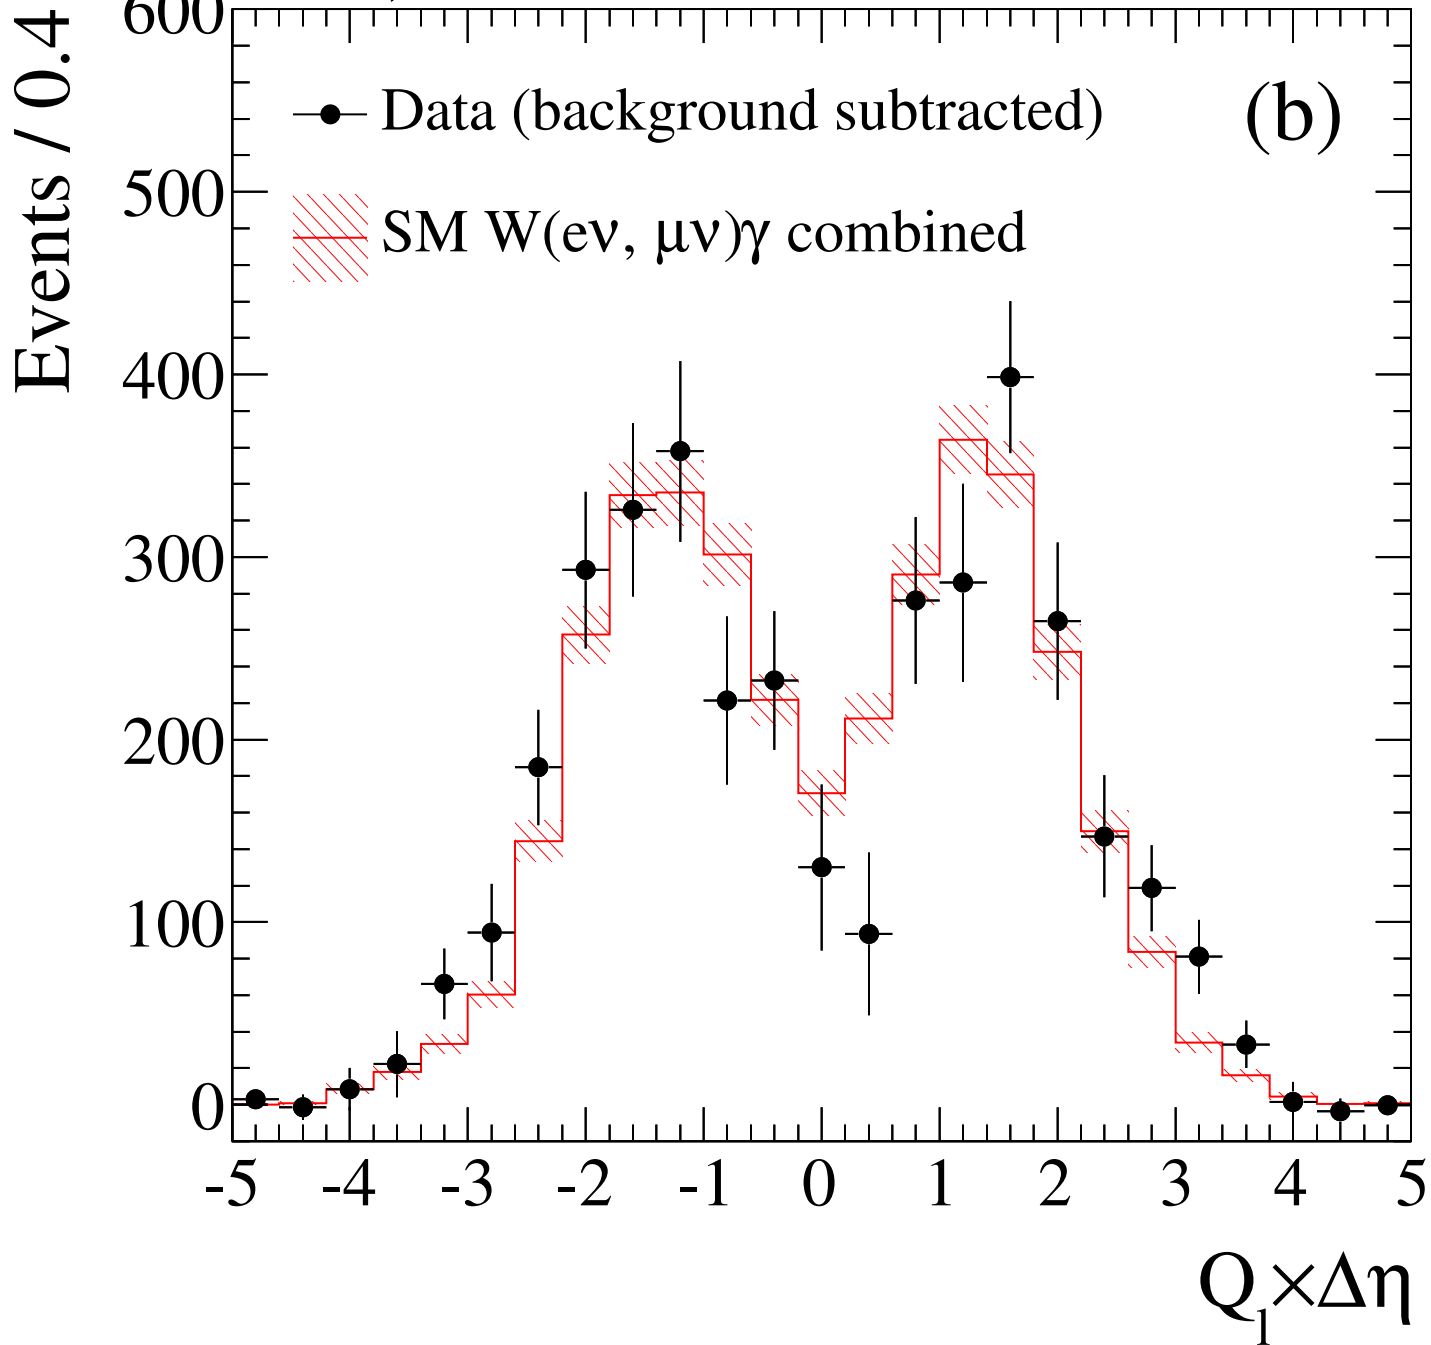 600
Events / 0.4
Data (background subtracted)
(b)
500
SM W(eν, μν)γ combined
400
300
200
100
0
-5 -4 -3 -2 -1 0 1 2 3 4 5
Q_l×Δη